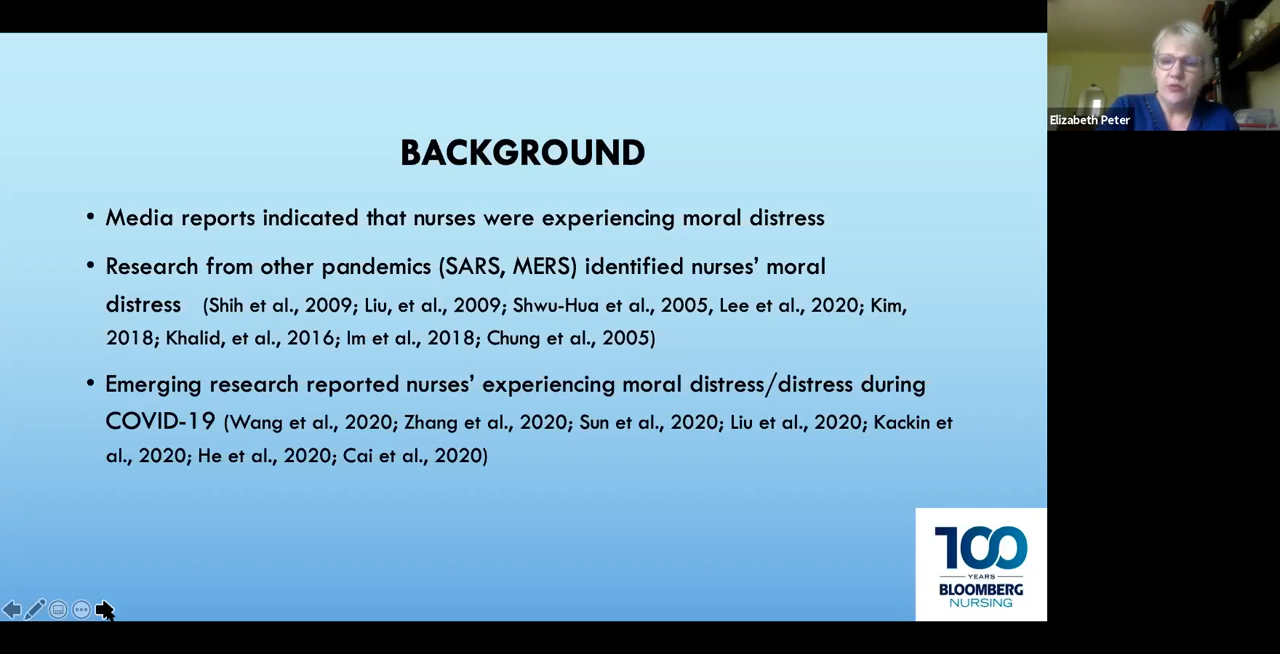 BACKGROUND
• Media reports indicated that nurses were experiencing moral distress
• Research from other pandemics (SARS, MERS) identified nurses’ moral
distress (Shih et al., 2009; Liu, et al., 2009; Shwu-Hua et al., 2005, Lee et al., 2020; Kim,
2018; Khalid, et al., 2016; Im et al., 2018; Chung et al., 2005)
• Emerging research reported nurses’ experiencing moral distress/distress during
COVID-19 (Wang et al., 2020; Zhang et al., 2020; Sun et al., 2020; Liu et al., 2020; Kackin et
al., 2020; He et al., 2020; Cai et al., 2020)
Elizabeth Peter
100
YEARS
BLOOMBERG
NURSING